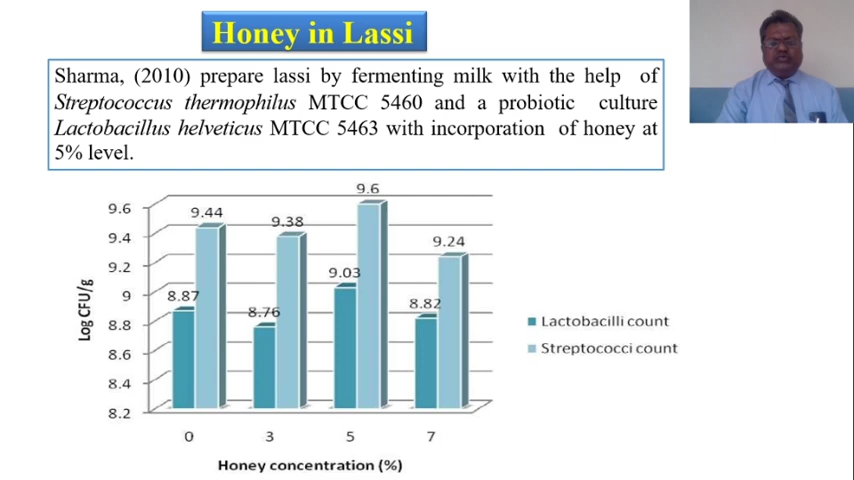 Honey in Lassi
Sharma, (2010) prepare lassi by fermenting milk with the help of
Streptococcus thermophilus MTCC 5460 and a probiotic culture
Lactobacillus helveticus MTCC 5463 with incorporation of honey at
5% level.
9.6
9.4
9.2
9
8.8
8.6
8.4
8.2
Log CFU/g
8.87
9.44
8.76
9.38
9.03
9.6
8.82
9.24
0
3
5
7
Honey concentration (%)
Lactobacilli count
Streptococci count